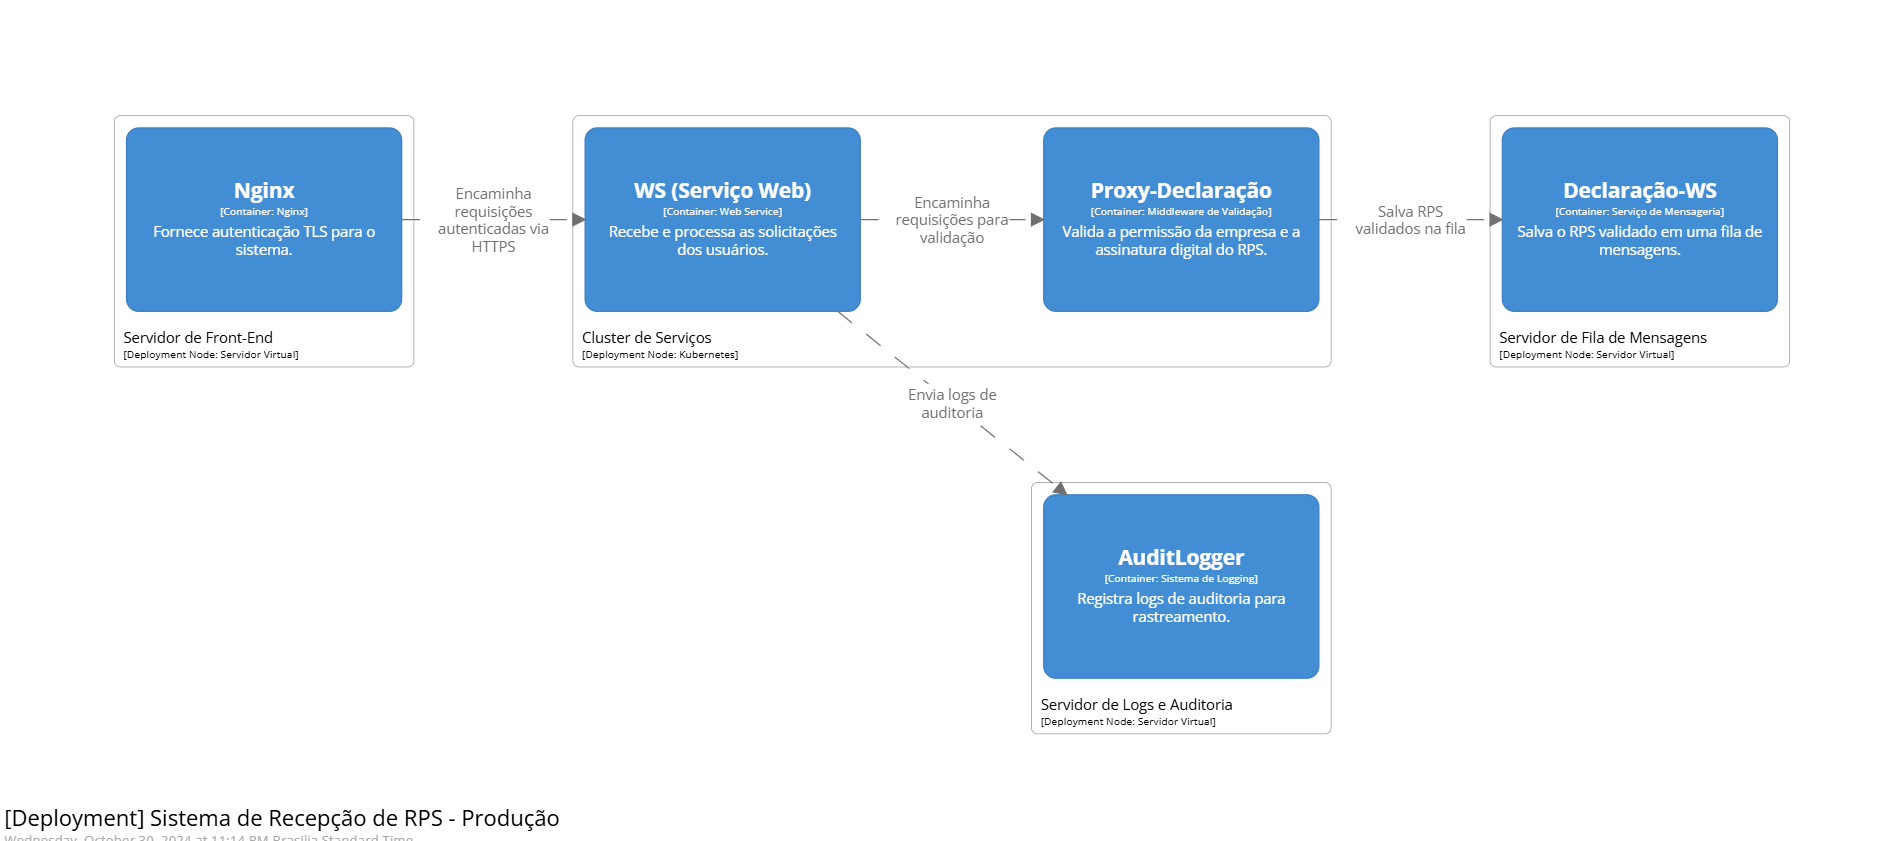 Nginx
[Container: Nginx]
Fornece autenticação TLS para o
sistema.
Servidor de Front-End
[Deployment Node: Servidor Virtual]
Encaminha
requisições
autenticadas via
HTTPS
WS (Serviço Web)
[Container: Web Service]
Recebe e processa as solicitações
dos usuários.
Cluster de Serviços
[Deployment Node: Kubernetes]
Encaminha
requisições para
validação
Proxy-Declaração
[Container: Middleware de Validação]
Valida a permissão da empresa e a
assinatura digital do RPS.
Salva RPS
validados na fila
Declaração-WS
[Container: Serviço de Mensageria]
Salva o RPS validado em uma fila de
mensagens.
Servidor de Fila de Mensagens
[Deployment Node: Servidor Virtual]
Envia logs de
auditoria
AuditLogger
[Container: Sistema de Logging]
Registra logs de auditoria para
rastreamento.
Servidor de Logs e Auditoria
[Deployment Node: Servidor Virtual]
[Deployment] Sistema de Recepção de RPS - Produção
Wednesday, October 30, 2024 at 11:14 PM Brasilia Standard Time